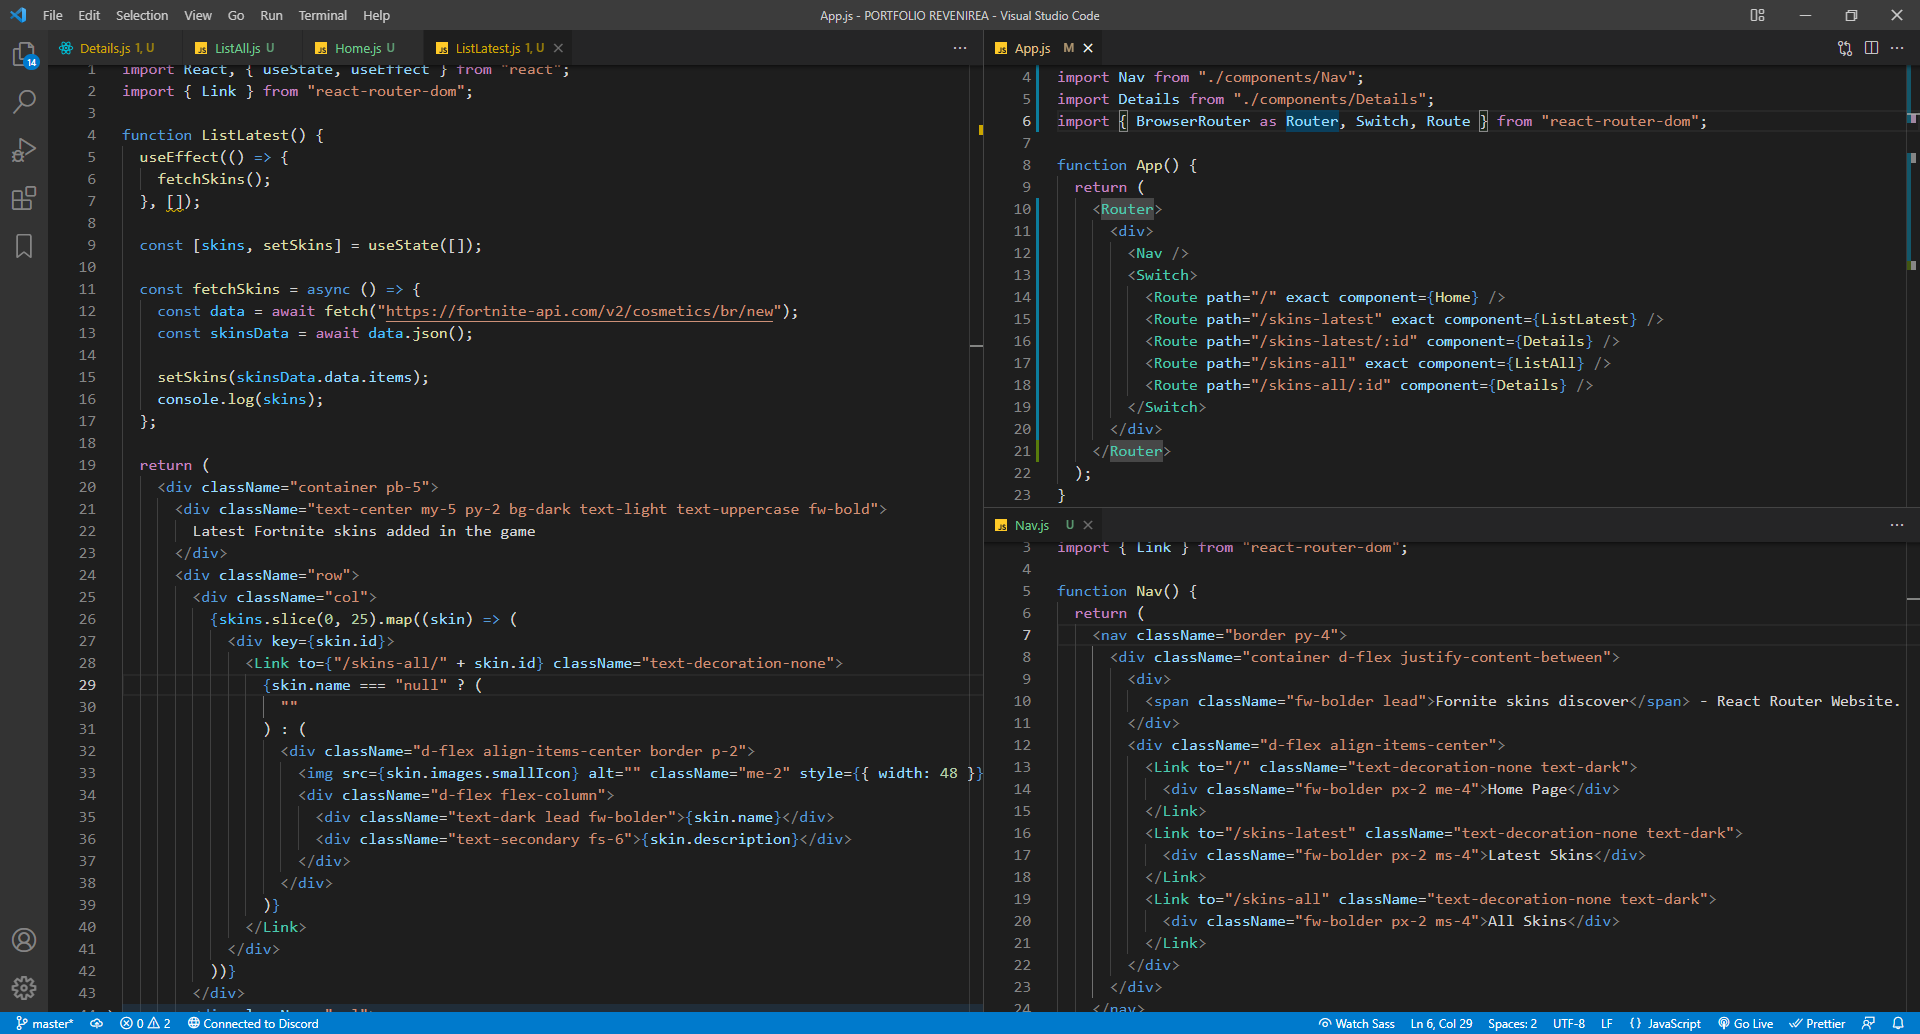 File Edit Selection View Go Run Terminal Help
App.js - PORTFOLIO REVENIREA - Visual Studio Code
14
Details.js 1, U
JS ListAll.js U
JS Home.js U
JS ListLatest.js 1, U
1 import React, { useState, useEffect } from "react";
2 import { Link } from "react-router-dom";
3
4 function ListLatest() {
5 useEffect(() => {
6 fetchSkins();
7 }, []);
8
9 const [skins, setSkins] = useState([]);
10
11 const fetchSkins = async () => {
12 const data = await fetch("https://fortnite-api.com/v2/cosmetics/br/new");
13 const skinsData = await data.json();
14
15 setSkins(skinsData.data.items);
16 console.log(skins);
17 };
18
19 return (
20 <div className="container pb-5">
21 <div className="text-center my-5 py-2 bg-dark text-light text-uppercase fw-bold">
22 Latest Fortnite skins added in the game
23 </div>
24 <div className="row">
25 <div className="col">
26 {skins.slice(0, 25).map((skin) => (
27 <div key={skin.id}>
28 <Link to={"/skins-all/" + skin.id} className="text-decoration-none">
29 {skin.name === "null" ? (
30 ""
31 ) : (
32 <div className="d-flex align-items-center border p-2">
33 <img src={skin.images.smallIcon} alt="" className="me-2" style={{ width: 48 }}
34 <div className="d-flex flex-column">
35 <div className="text-dark lead fw-bolder">{skin.name}</div>
36 <div className="text-secondary fs-6">{skin.description}</div>
37 </div>
38 </div>
39 )}
40 </Link>
41 </div>
42 ))}
43 </div>
JS App.js M
4 import Nav from "./components/Nav";
5 import Details from "./components/Details";
6 import { BrowserRouter as Router, Switch, Route } from "react-router-dom";
7
8 function App() {
9 return (
10 <Router>
11 <div>
12 <Nav />
13 <Switch>
14 <Route path="/" exact component={Home} />
15 <Route path="/skins-latest" exact component={ListLatest} />
16 <Route path="/skins-latest/:id" component={Details} />
17 <Route path="/skins-all" exact component={ListAll} />
18 <Route path="/skins-all/:id" component={Details} />
19 </Switch>
20 </div>
21 </Router>
22 );
23 }
JS Nav.js U
3 import { Link } from "react-router-dom";
4
5 function Nav() {
6 return (
7 <nav className="border py-4">
8 <div className="container d-flex justify-content-between">
9 <div>
10 <span className="fw-bolder lead">Fornite skins discover</span> - React Router Website.
11 </div>
12 <div className="d-flex align-items-center">
13 <Link to="/" className="text-decoration-none text-dark">
14 <div className="fw-bolder px-2 me-4">Home Page</div>
15 </Link>
16 <Link to="/skins-latest" className="text-decoration-none text-dark">
17 <div className="fw-bolder px-2 ms-4">Latest Skins</div>
18 </Link>
19 <Link to="/skins-all" className="text-decoration-none text-dark">
20 <div className="fw-bolder px-2 ms-4">All Skins</div>
21 </Link>
22 </div>
23 </div>
24 </nav>
master* 0 2 Connected to Discord
Watch Sass Ln 6, Col 29 Spaces: 2 UTF-8 LF {} JavaScript Go Live Prettier